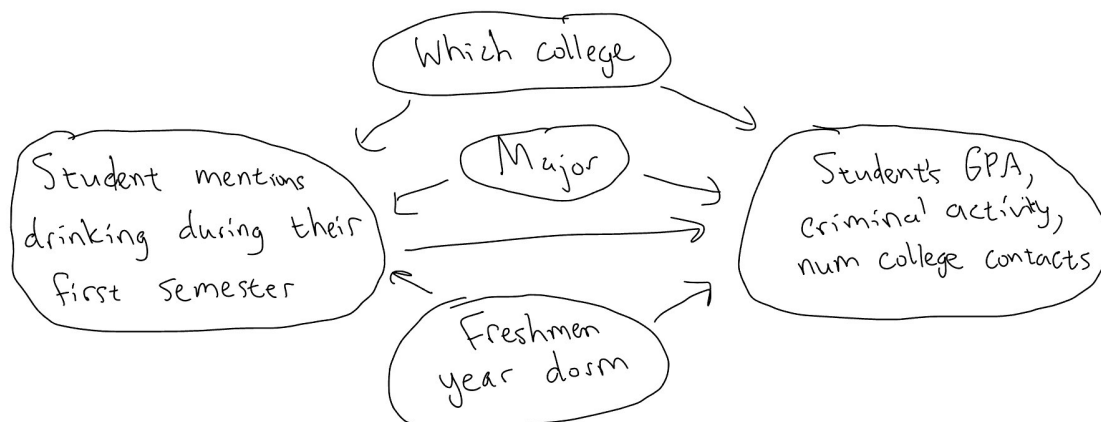 Which college
Major
Student mentions
drinking during their
first semester
Student's GPA,
criminal activity,
num college contacts
Freshmen
year dorm